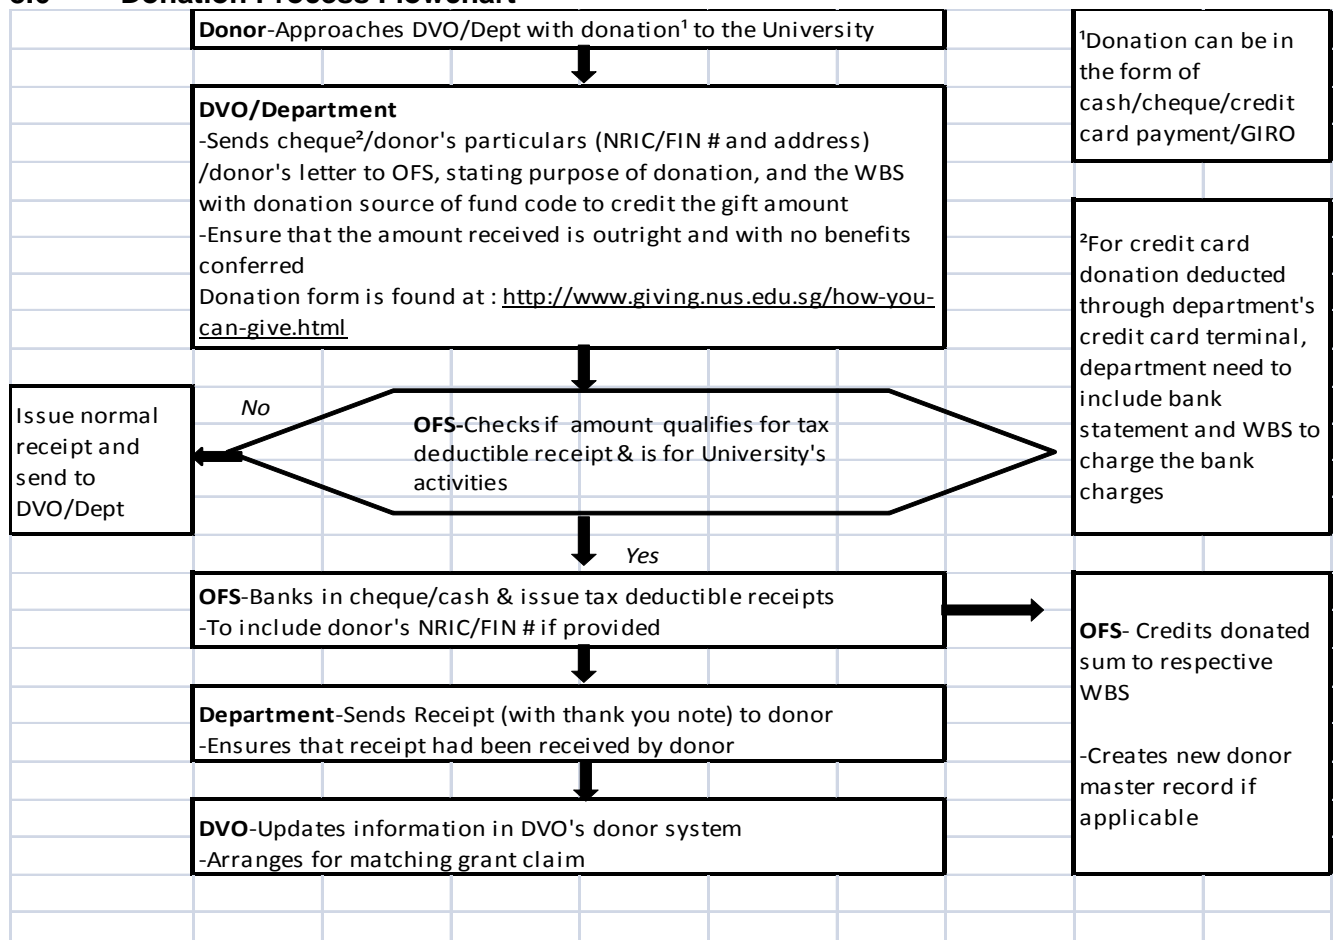 Donation Process Flowchart
Donor-Approaches DVO/Dept with donation¹ to the University
¹Donation can be in
the form of
cash/cheque/credit
card payment/GIRO
DVO/Department
-Sends cheque²/donor's particulars (NRIC/FIN # and address)
/donor's letter to OFS, stating purpose of donation, and the WBS
with donation source of fund code to credit the gift amount
-Ensure that the amount received is outright and with no benefits
conferred
Donation form is found at : http://www.giving.nus.edu.sg/how-you-
can-give.html
²For credit card
donation deducted
through department's
credit card terminal,
department need to
include bank
statement and WBS to
charge the bank
charges
Issue normal
receipt and
send to
DVO/Dept
No
OFS-Checks if amount qualifies for tax
deductible receipt & is for University's
activities
Yes
OFS-Banks in cheque/cash & issue tax deductible receipts
-To include donor's NRIC/FIN # if provided
OFS- Credits donated
sum to respective
WBS
-Creates new donor
master record if
applicable
Department-Sends Receipt (with thank you note) to donor
-Ensures that receipt had been received by donor
DVO-Updates information in DVO's donor system
-Arranges for matching grant claim